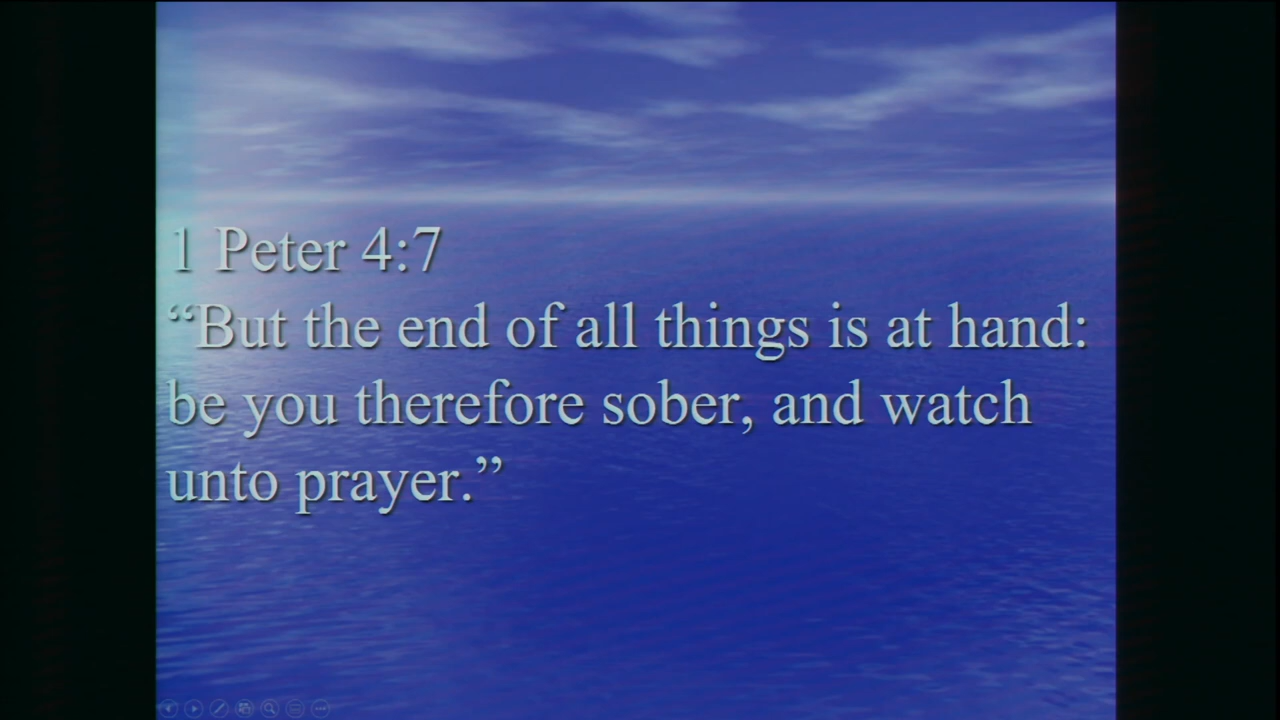 1 Peter 4:7
“But the end of all things is at hand:
be you therefore sober, and watch
unto prayer.”